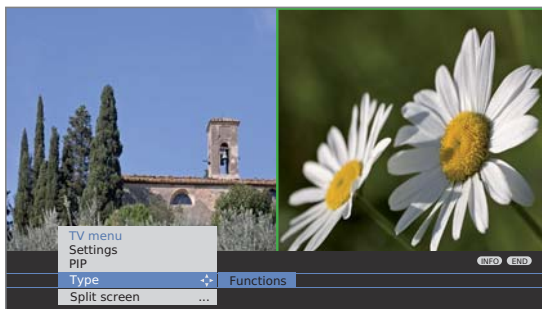 TV menu
Settings
PIP
INFO END
Type Functions
Split screen ...